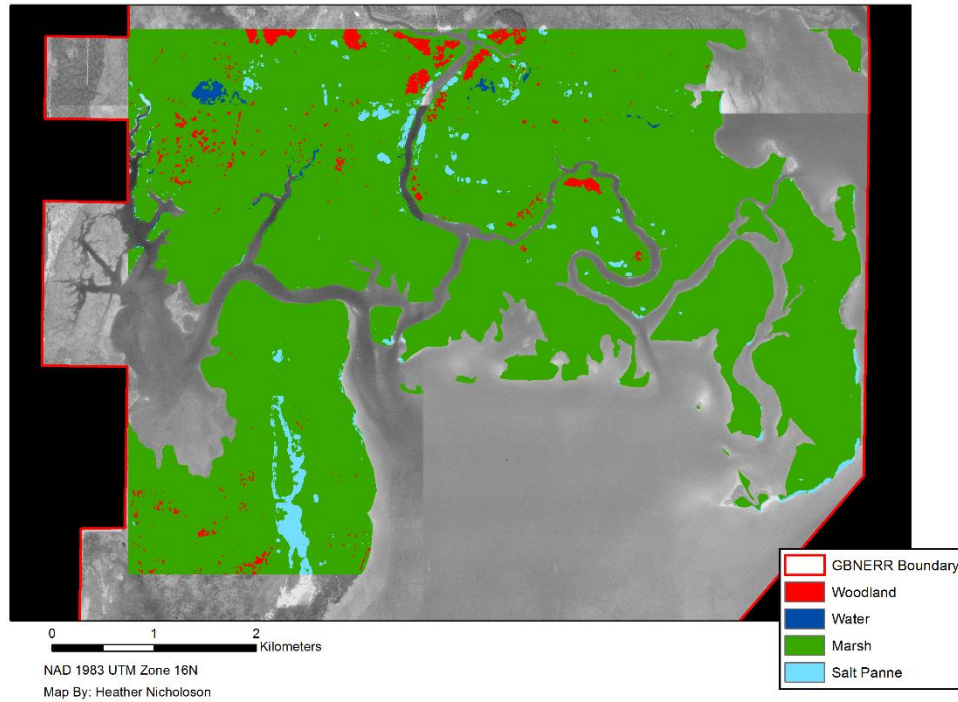 GBNERR Boundary
Woodland
Water
Marsh
Salt Panne
0 1 2
Kilometers
NAD 1983 UTM Zone 16N
Map By: Heather Nicholoson